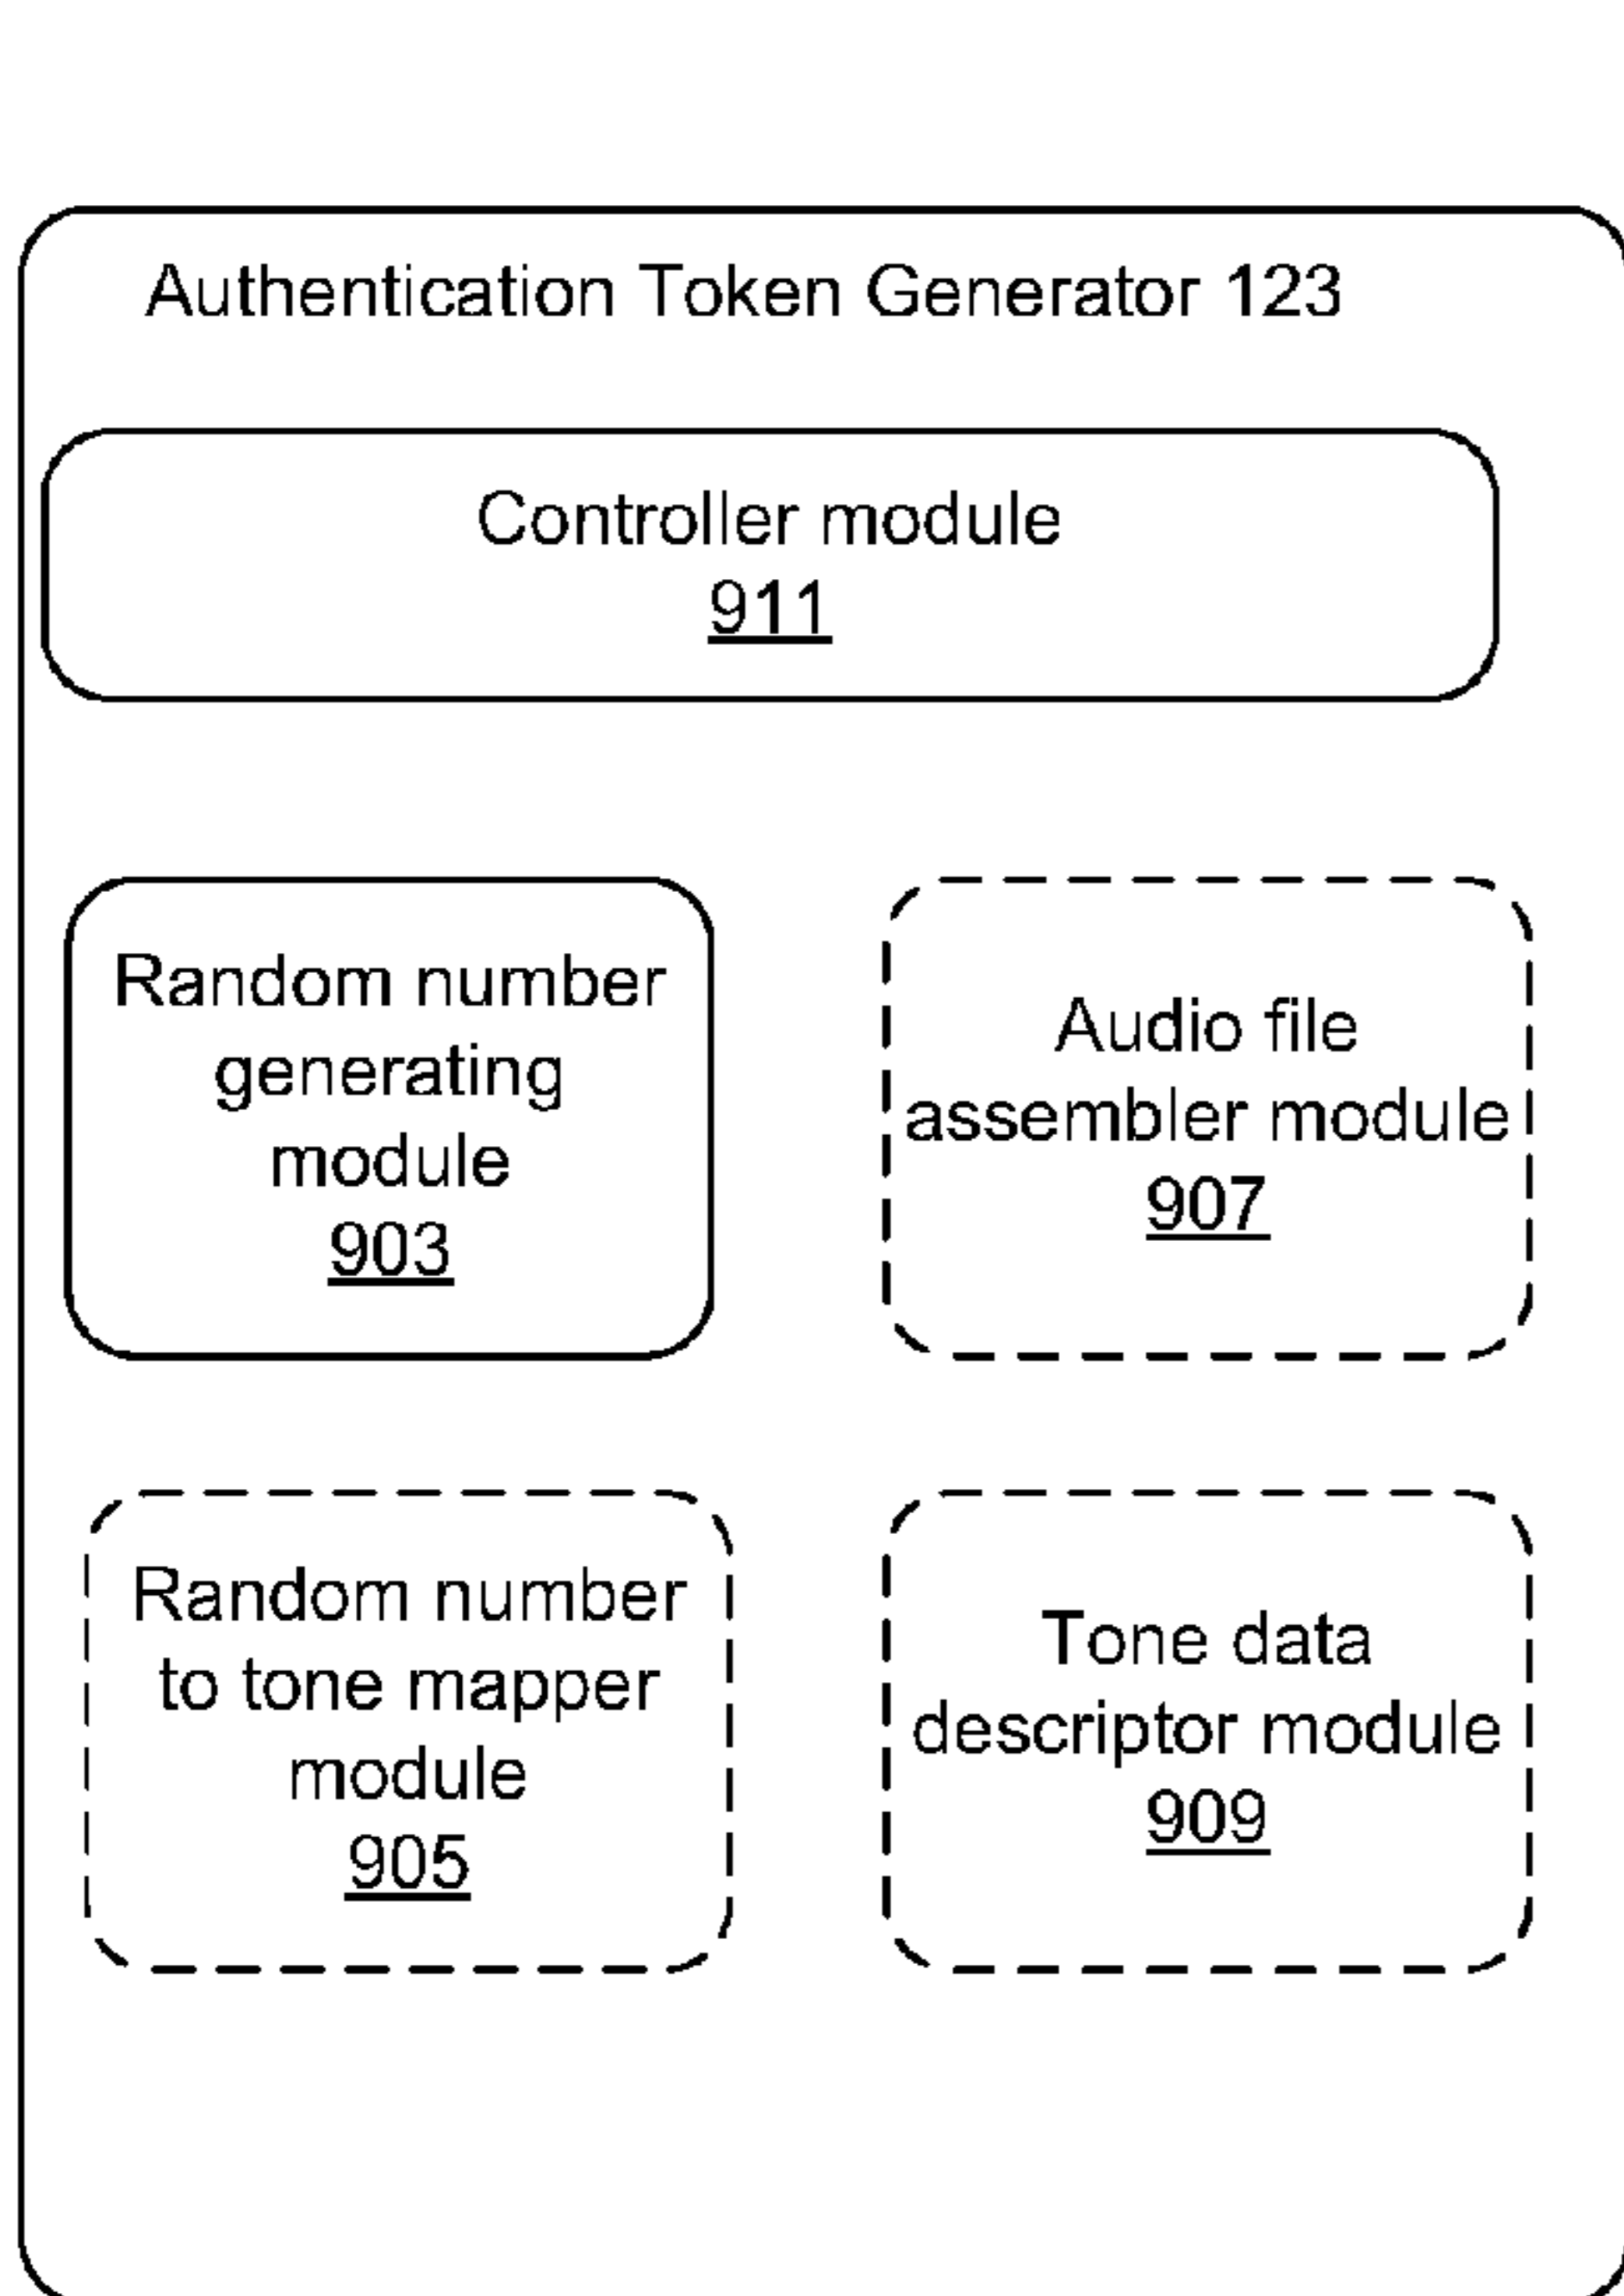 Authentication Token Generator 123
Controller module
911
Random number
generating
module
903
Audio file
assembler module
907
Random number
to tone mapper
module
905
Tone data
descriptor module
909